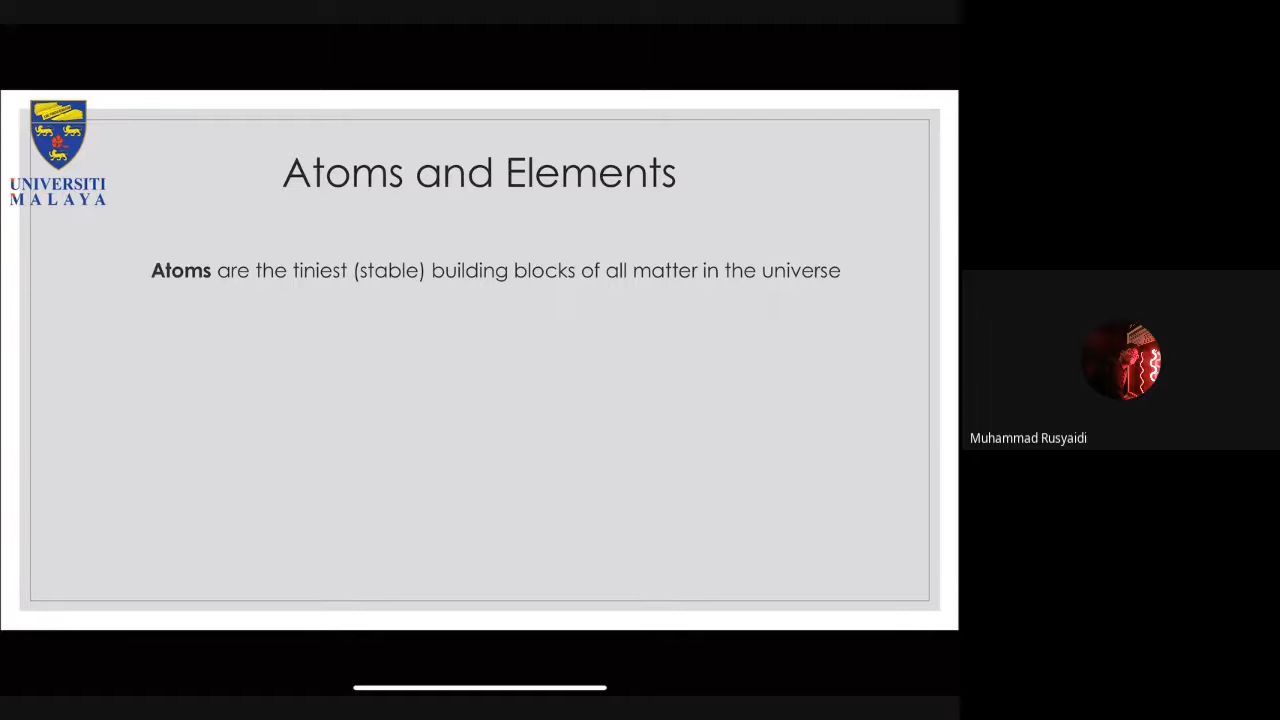 UNIVERSITI
MALAYA
Atoms and Elements
Atoms are the tiniest (stable) building blocks of all matter in the universe
Muhammad Rusyaidi